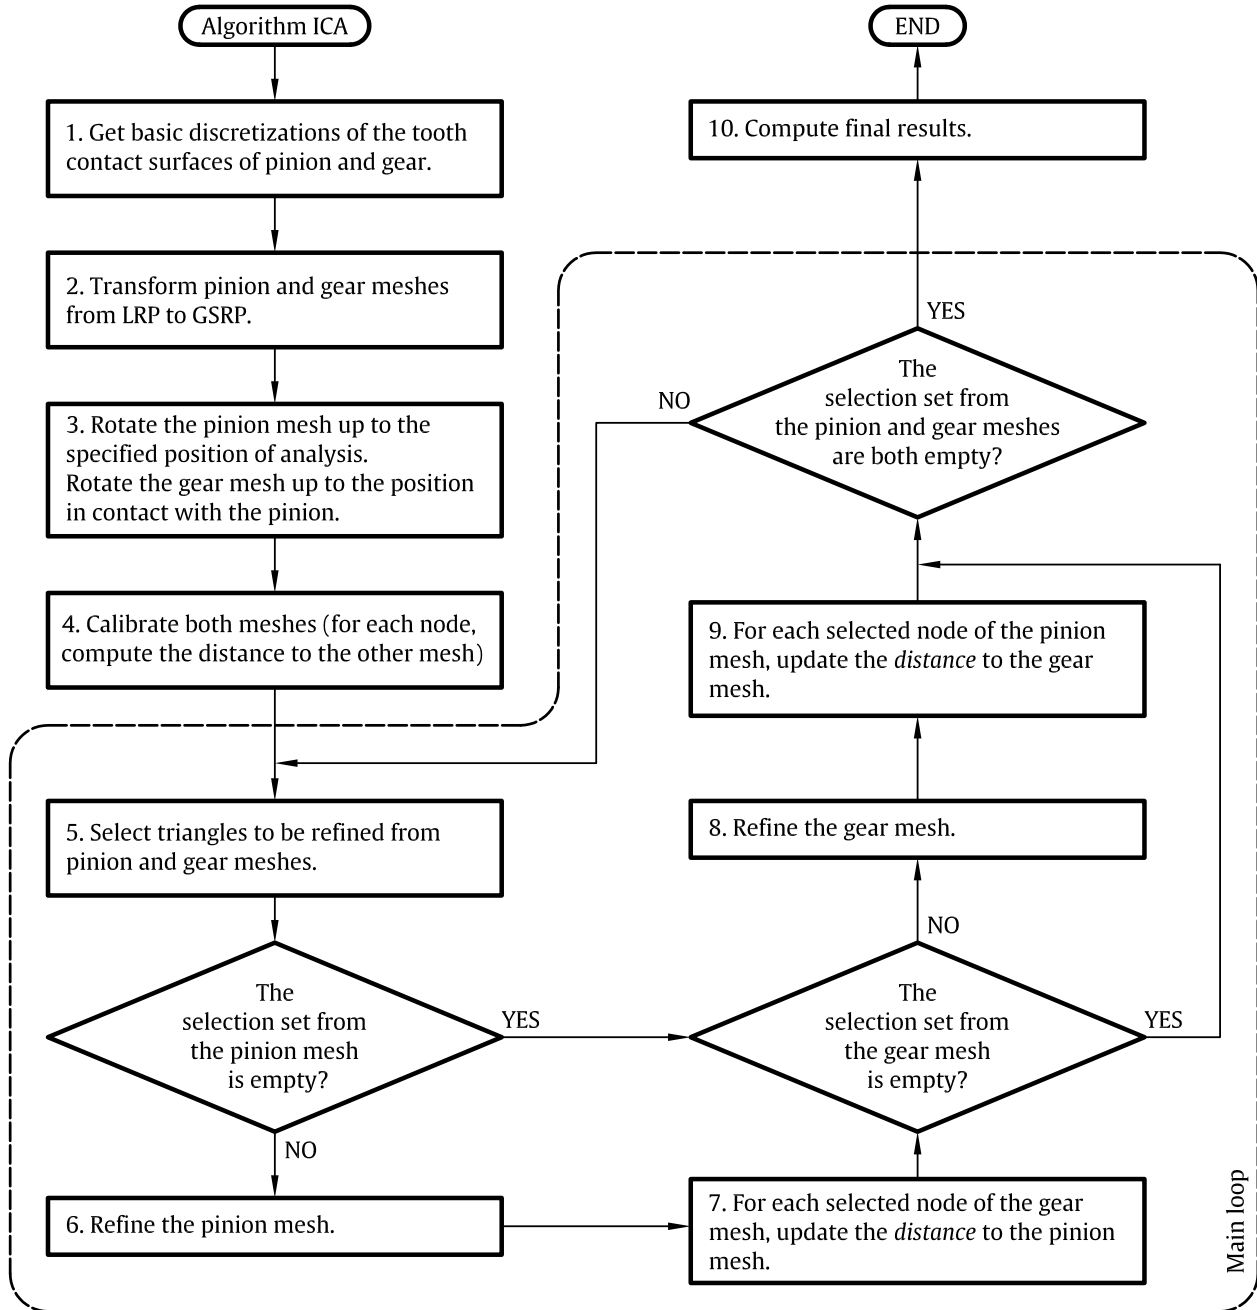 Algorithm ICA
1. Get basic discretizations of the tooth
contact surfaces of pinion and gear.
2. Transform pinion and gear meshes
from LRP to GSRP.
3. Rotate the pinion mesh up to the
specified position of analysis.
Rotate the gear mesh up to the position
in contact with the pinion.
4. Calibrate both meshes (for each node,
compute the distance to the other mesh)
5. Select triangles to be refined from
pinion and gear meshes.
The
selection set from
the pinion mesh
is empty?
YES
NO
6. Refine the pinion mesh.
7. For each selected node of the gear
mesh, update the distance to the pinion
mesh.
The
selection set from
the gear mesh
is empty?
YES
NO
8. Refine the gear mesh.
9. For each selected node of the pinion
mesh, update the distance to the gear
mesh.
The
selection set from
the pinion and gear meshes
are both empty?
NO
YES
10. Compute final results.
END
Main loop